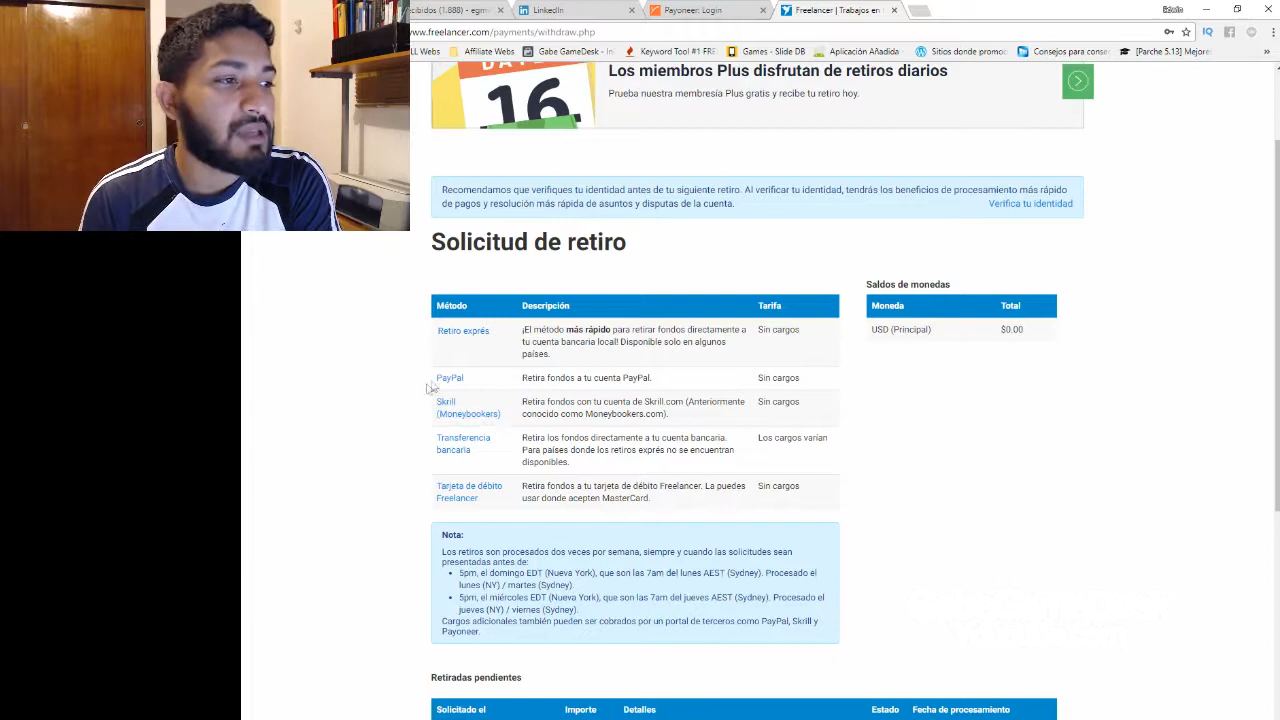 cibidos (1.888) - egm
LinkedIn
Payoneer: Login
Freelancer | Trabajos en
www.freelancer.com/payments/withdraw.php
LL Webs
Affiliate Webs
Gabe GameDesk - In
Keyword Tool #1 FRE
Games - Slide DB
Aplicación Añadida
Sitios donde promoc
Consejos para conse
[Parche 5.13] Mejores
16
Los miembros Plus disfrutan de retiros diarios
Prueba nuestra membresía Plus gratis y recibe tu retiro hoy.
Recomendamos que verifiques tu identidad antes de tu siguiente retiro. Al verificar tu identidad, tendrás los beneficios de procesamiento más rápido
de pagos y resolución más rápida de asuntos y disputas de la cuenta.
Verifica tu identidad
Solicitud de retiro
Método Descripción Tarifa
Retiro exprés ¡El método más rápido para retirar fondos directamente a Sin cargos
tu cuenta bancaria local! Disponible solo en algunos
países.
PayPal Retira fondos a tu cuenta PayPal. Sin cargos
Skrill Retira fondos con tu cuenta de Skrill.com (Anteriormente Sin cargos
(Moneybookers) conocido como Moneybookers.com).
Transferencia Retira los fondos directamente a tu cuenta bancaria. Los cargos varían
bancaria Para países donde los retiros exprés no se encuentran
disponibles.
Tarjeta de débito Retira fondos a tu tarjeta de débito Freelancer. La puedes Sin cargos
Freelancer usar donde acepten MasterCard.
Saldos de monedas
Moneda Total
USD (Principal) $0.00
Nota:
Los retiros son procesados dos veces por semana, siempre y cuando las solicitudes sean
presentadas antes de:
• 5pm, el domingo EDT (Nueva York), que son las 7am del lunes AEST (Sydney). Procesado el
lunes (NY) / martes (Sydney).
• 5pm, el miércoles EDT (Nueva York), que son las 7am del jueves AEST (Sydney). Procesado el
jueves (NY) / viernes (Sydney).
Cargos adicionales también pueden ser cobrados por un portal de terceros como PayPal, Skrill y
Payoneer.
Retiradas pendientes
Solicitado el Importe Detalles Estado Fecha de procesamiento